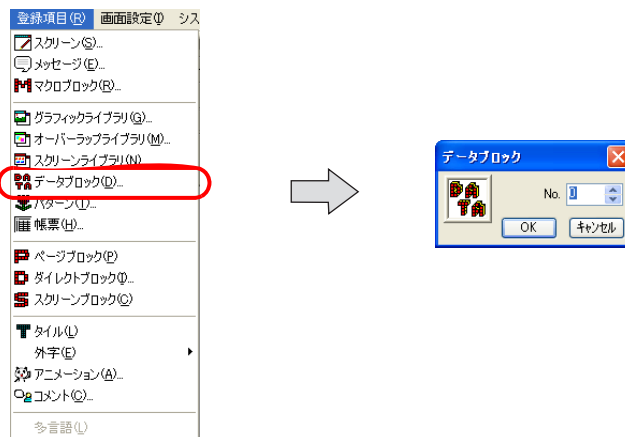 登録項目(R) 画面設定(I) シス
スクリーン(S)...
メッセージ(E)...
マクロブロック(R)...
グラフィックライブラリ(G)...
オーバーラップライブラリ(M)...
スクリーンライブラリ(N)
データブロック(D)...
パターン(T)...
帳票(H)...
ページブロック(P)
ダイレクトブロック(I)...
スクリーンブロック(C)
タイル(L)
外字(E)
アニメーション(A)...
コメント(C)...
多言語(L)
データブロック
DATA
No. 0
OK キャンセル